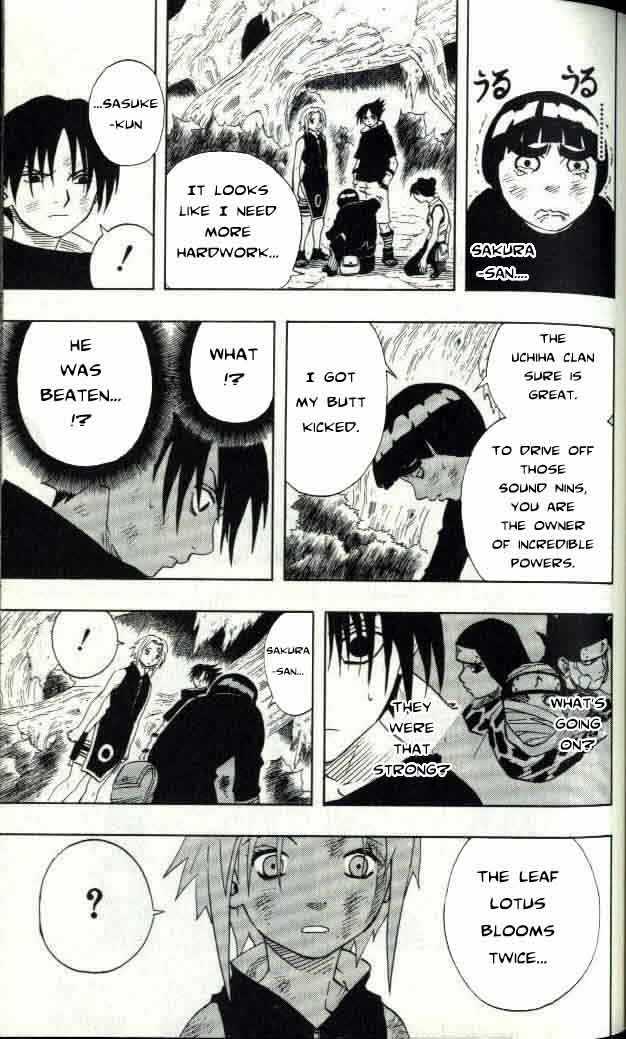 うる
うる
SAKURA
-SAN....
IT LOOKS
LIKE I NEED
MORE
HARDWORK...
...SASUKE
-KUN
!
THE
UCHIHA CLAN
SURE IS
GREAT.
TO DRIVE OFF
THOSE
SOUND NINS,
YOU ARE
THE OWNER
OF INCREDIBLE
POWERS.
I GOT
MY BUTT
KICKED.
WHAT
!?
HE
WAS
BEATEN...
!?
WHAT'S
GOING
ON?
THEY
WERE
THAT
STRONG?
SAKURA
-SAN...
!
THE LEAF
LOTUS
BLOOMS
TWICE...
?